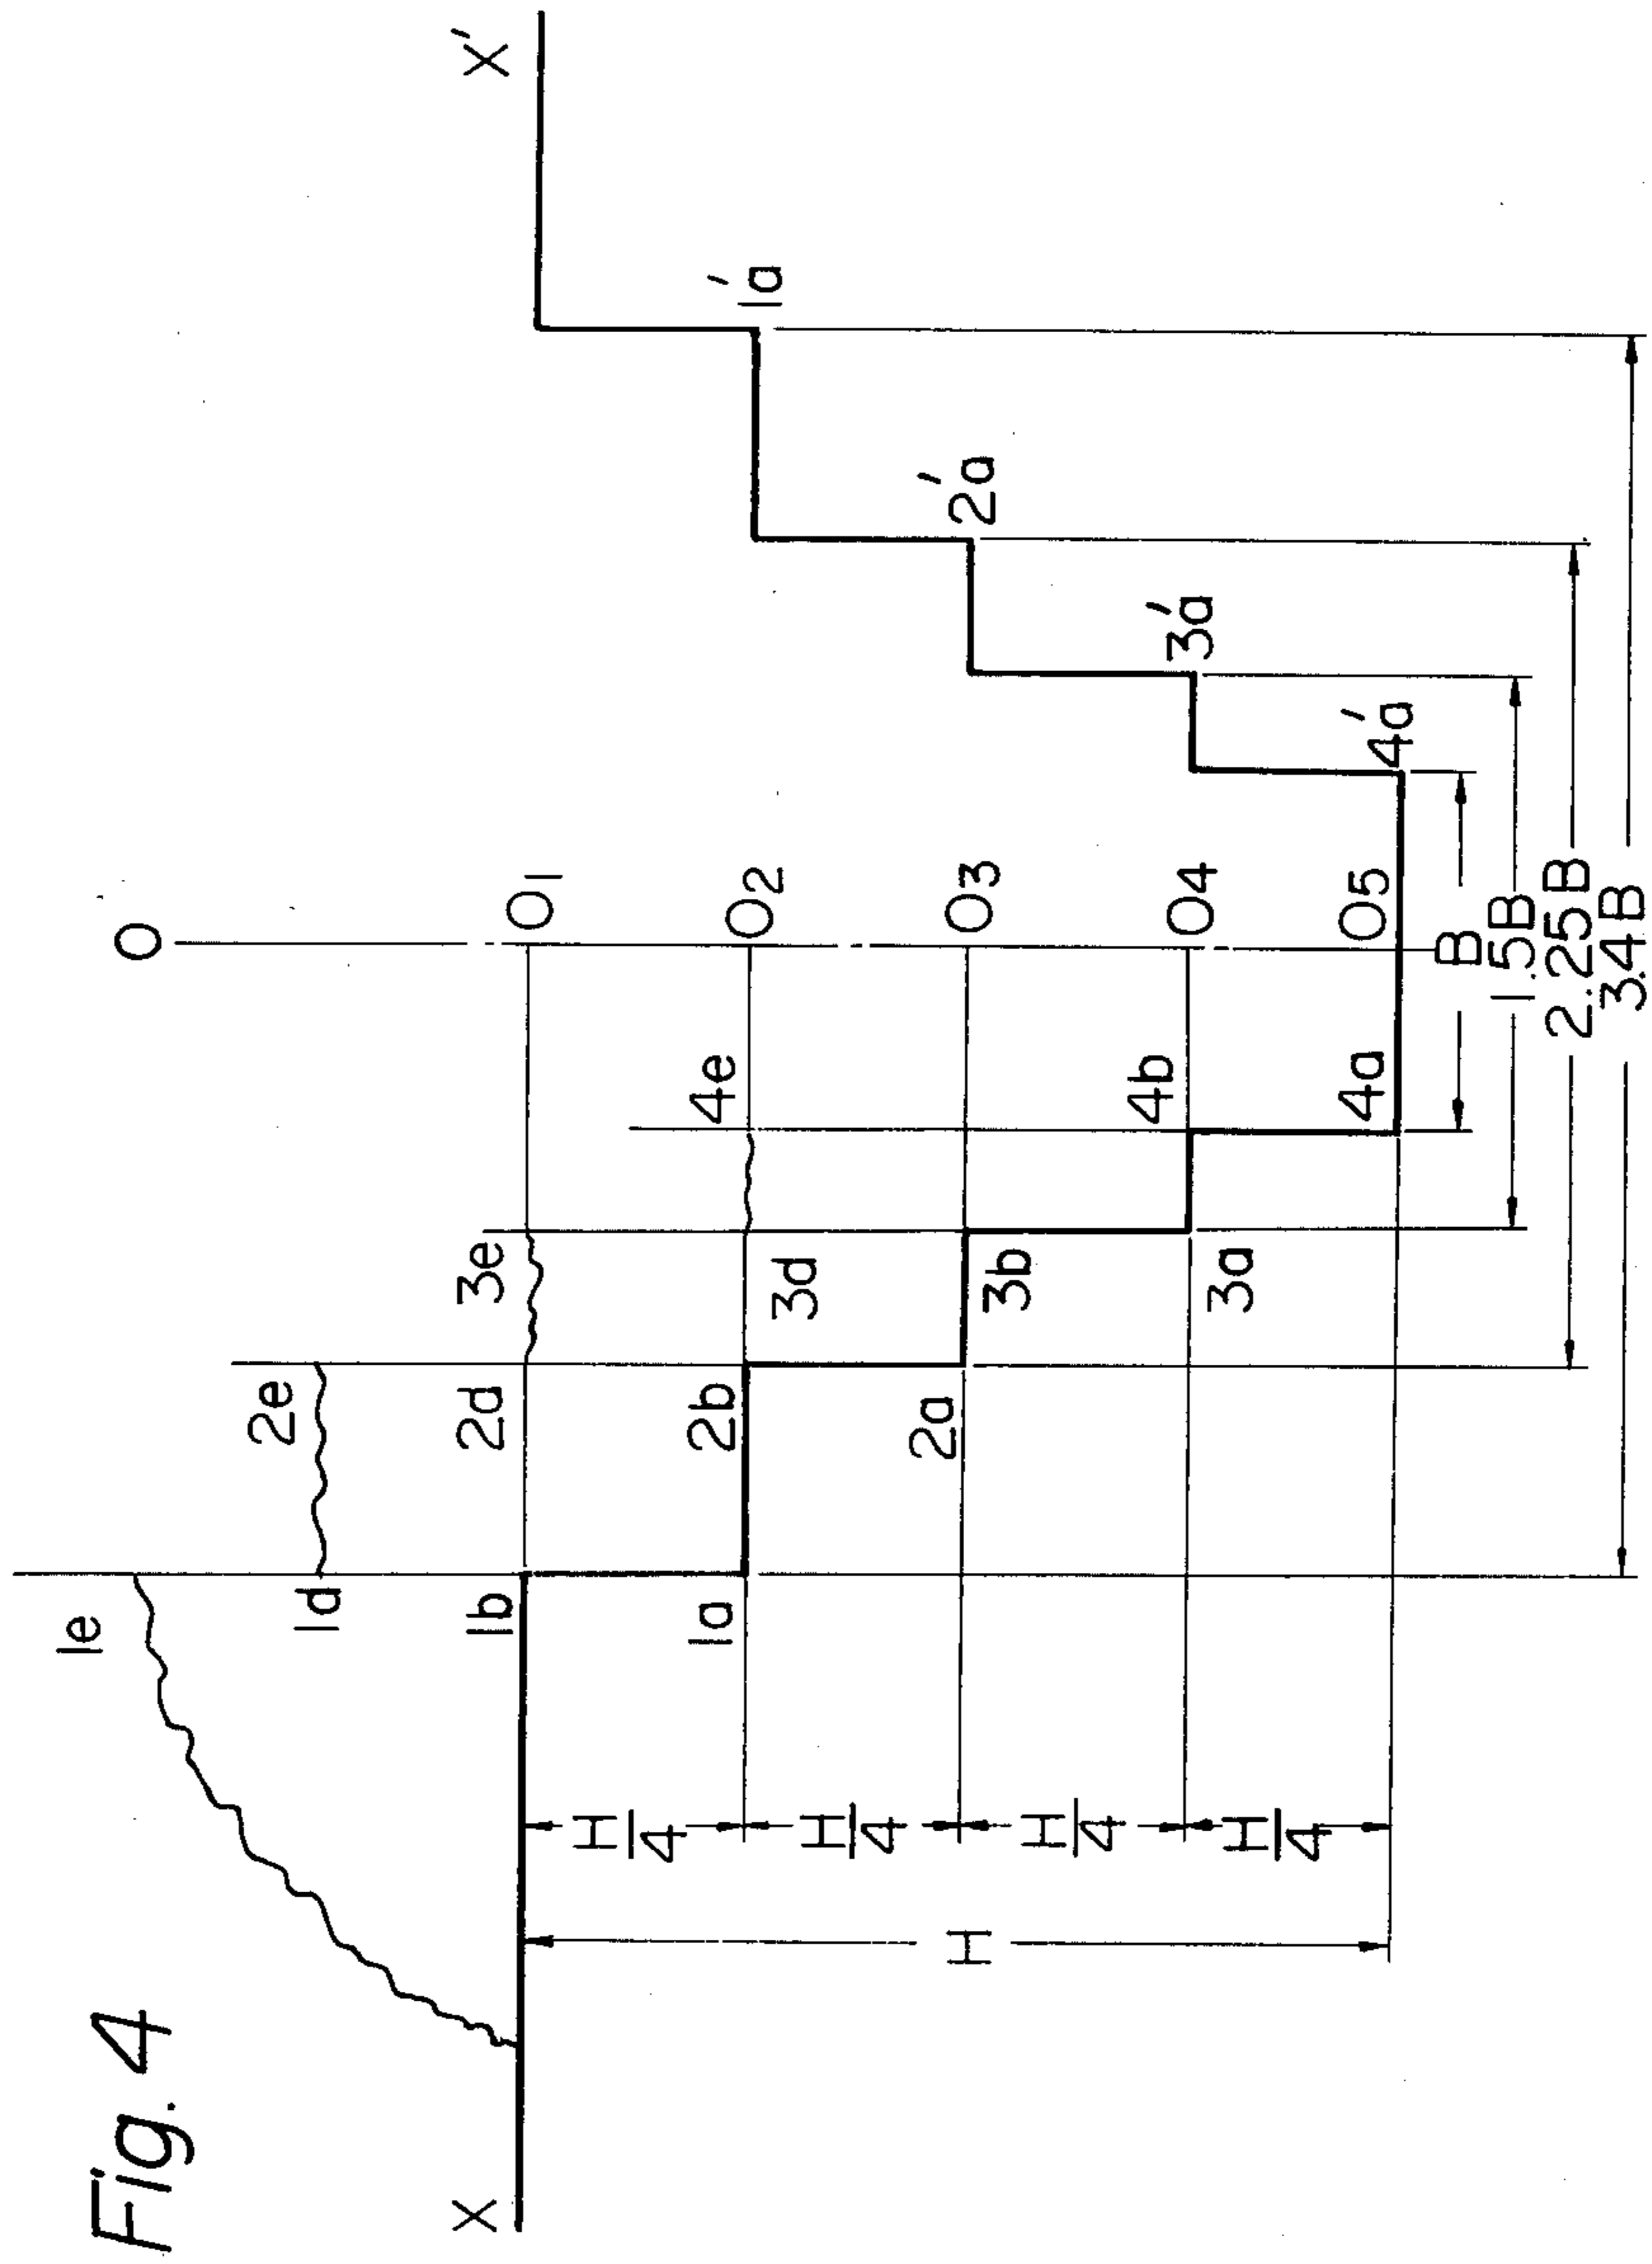 Fig. 4
O
1e
2e
1d
X
1b
2d
3e
O1
X'
H/4
1a
2b
3d
4e
O2
1a'
H/4
2a
3b
O3
2a'
H
H/4
3a
4b
O4
3a'
H/4
4a
O5
4a'
B
1.5B
2.25B
3.4B